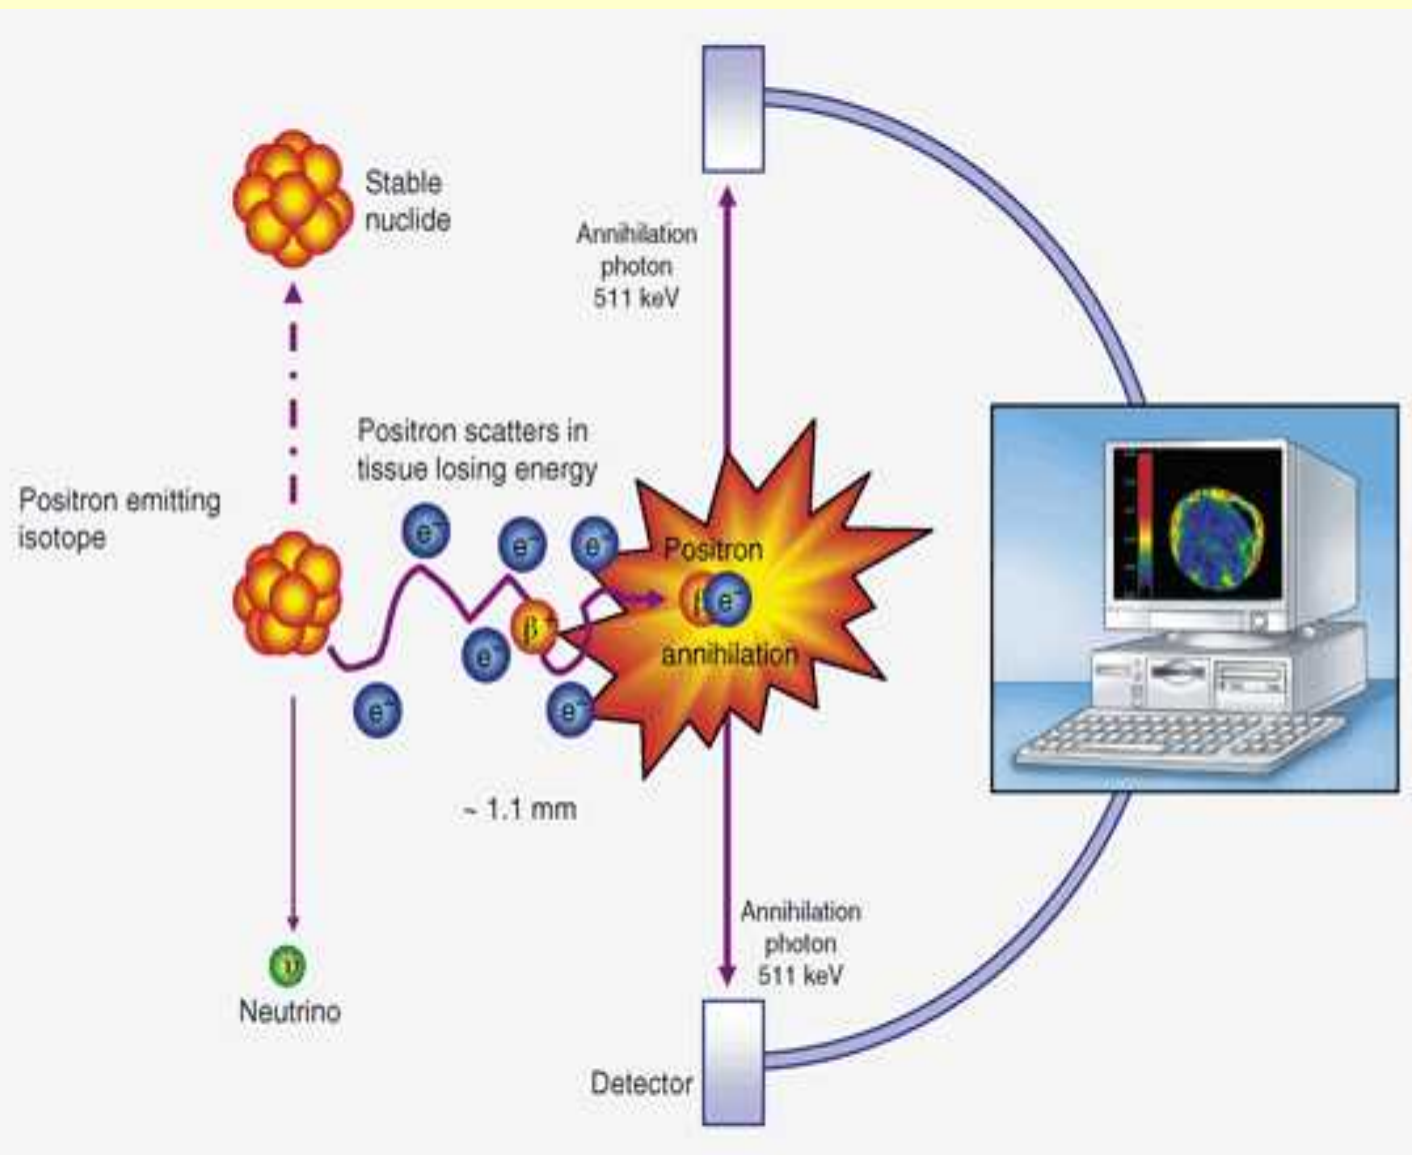 Stable
nuclide
Annihilation
photon
511 keV
Positron scatters in
tissue losing energy
Positron emitting
isotope
e⁻
e⁻
e⁻
e⁻
e⁻
e⁻
β⁺
Positron
β e⁻
annihilation
~ 1.1 mm
Annihilation
photon
511 keV
υ
Neutrino
Detector